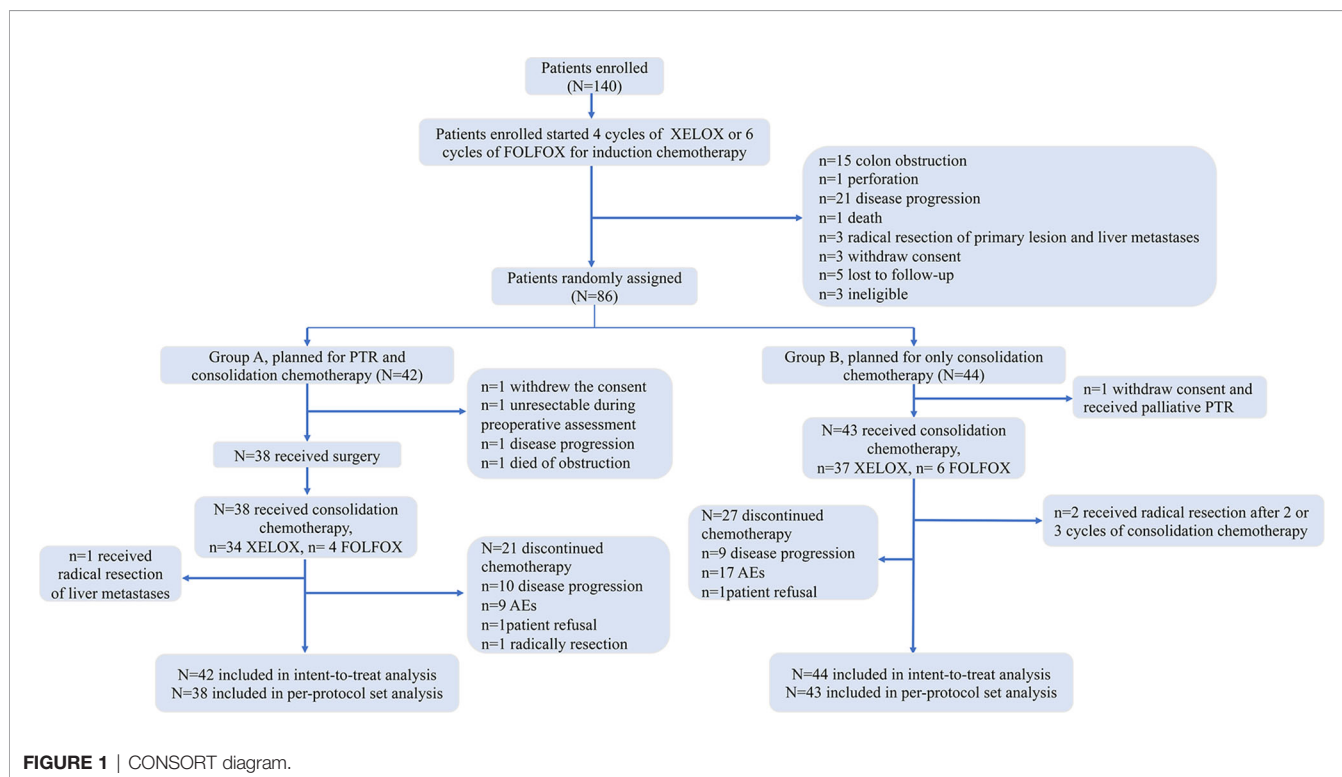 Patients enrolled
(N=140)
Patients enrolled started 4 cycles of XELOX or 6
cycles of FOLFOX for induction chemotherapy
n=15 colon obstruction
n=1 perforation
n=21 disease progression
n=1 death
n=3 radical resection of primary lesion and liver metastases
n=3 withdraw consent
n=5 lost to follow-up
n=3 ineligible
Patients randomly assigned
(N=86)
Group A, planned for PTR and
consolidation chemotherapy (N=42)
n=1 withdrew the consent
n=1 unresectable during
preoperative assessment
n=1 disease progression
n=1 died of obstruction
N=38 received surgery
N=38 received consolidation
chemotherapy,
n=34 XELOX, n= 4 FOLFOX
n=1 received
radical resection
of liver metastases
N=21 discontinued
chemotherapy
n=10 disease progression
n=9 AEs
n=1patient refusal
n=1 radically resection
N=42 included in intent-to-treat analysis
N=38 included in per-protocol set analysis
Group B, planned for only consolidation
chemotherapy (N=44)
n=1 withdraw consent and
received palliative PTR
N=43 received consolidation
chemotherapy,
n=37 XELOX, n= 6 FOLFOX
N=27 discontinued
chemotherapy
n=9 disease progression
n=17 AEs
n=1patient refusal
n=2 received radical resection after 2 or
3 cycles of consolidation chemotherapy
N=44 included in intent-to-treat analysis
N=43 included in per-protocol set analysis
FIGURE 1 | CONSORT diagram.